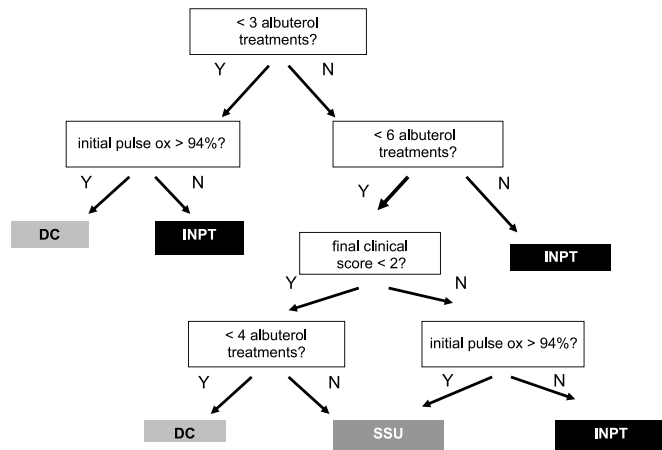 < 3 albuterol
treatments?
Y N
initial pulse ox > 94%?
< 6 albuterol
treatments?
Y N
Y N
DC
INPT
final clinical
score < 2?
INPT
Y N
< 4 albuterol
treatments?
initial pulse ox > 94%?
Y N
Y N
DC
SSU
INPT